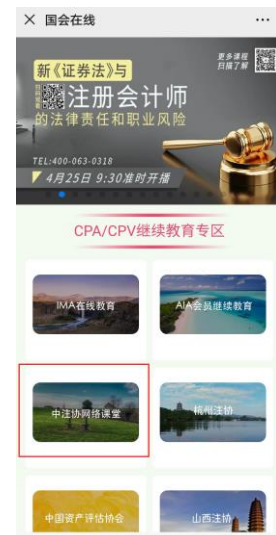 国会在线
更多课程
扫描了解
新《证券法》与
注册会计师
的法律责任和职业风险
TEL:400-063-0318
4月25日 9:30准时开播
CPA/CPV继续教育专区
IMA在线教育
AIA会员继续教育
中注协网络课堂
杭州注协
中国资产评估协会
山西注协